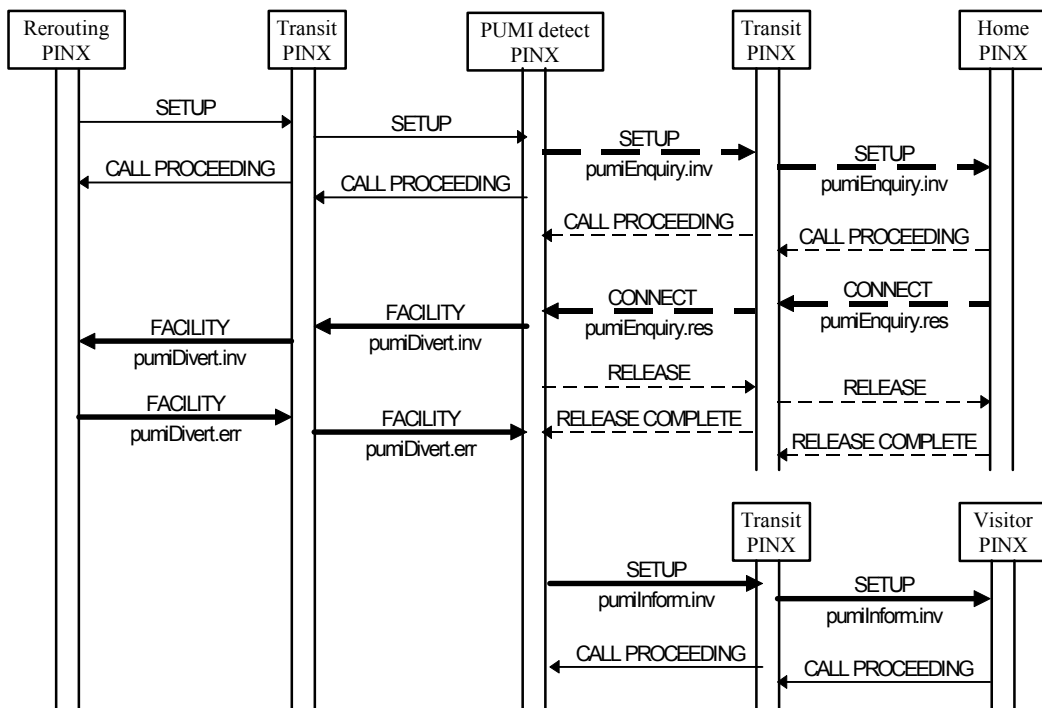 Rerouting
PINX
Transit
PINX
PUMI detect
PINX
Transit
PINX
Home
PINX
SETUP
SETUP
SETUP
pumiEnquiry.inv
SETUP
pumiEnquiry.inv
CALL PROCEEDING
CALL PROCEEDING
CALL PROCEEDING
CALL PROCEEDING
CONNECT
pumiEnquiry.res
CONNECT
pumiEnquiry.res
FACILITY
pumiDivert.inv
FACILITY
pumiDivert.inv
RELEASE
RELEASE
FACILITY
pumiDivert.err
FACILITY
pumiDivert.err
RELEASE COMPLETE
RELEASE COMPLETE
Transit
PINX
Visitor
PINX
SETUP
pumiInform.inv
SETUP
pumiInform.inv
CALL PROCEEDING
CALL PROCEEDING